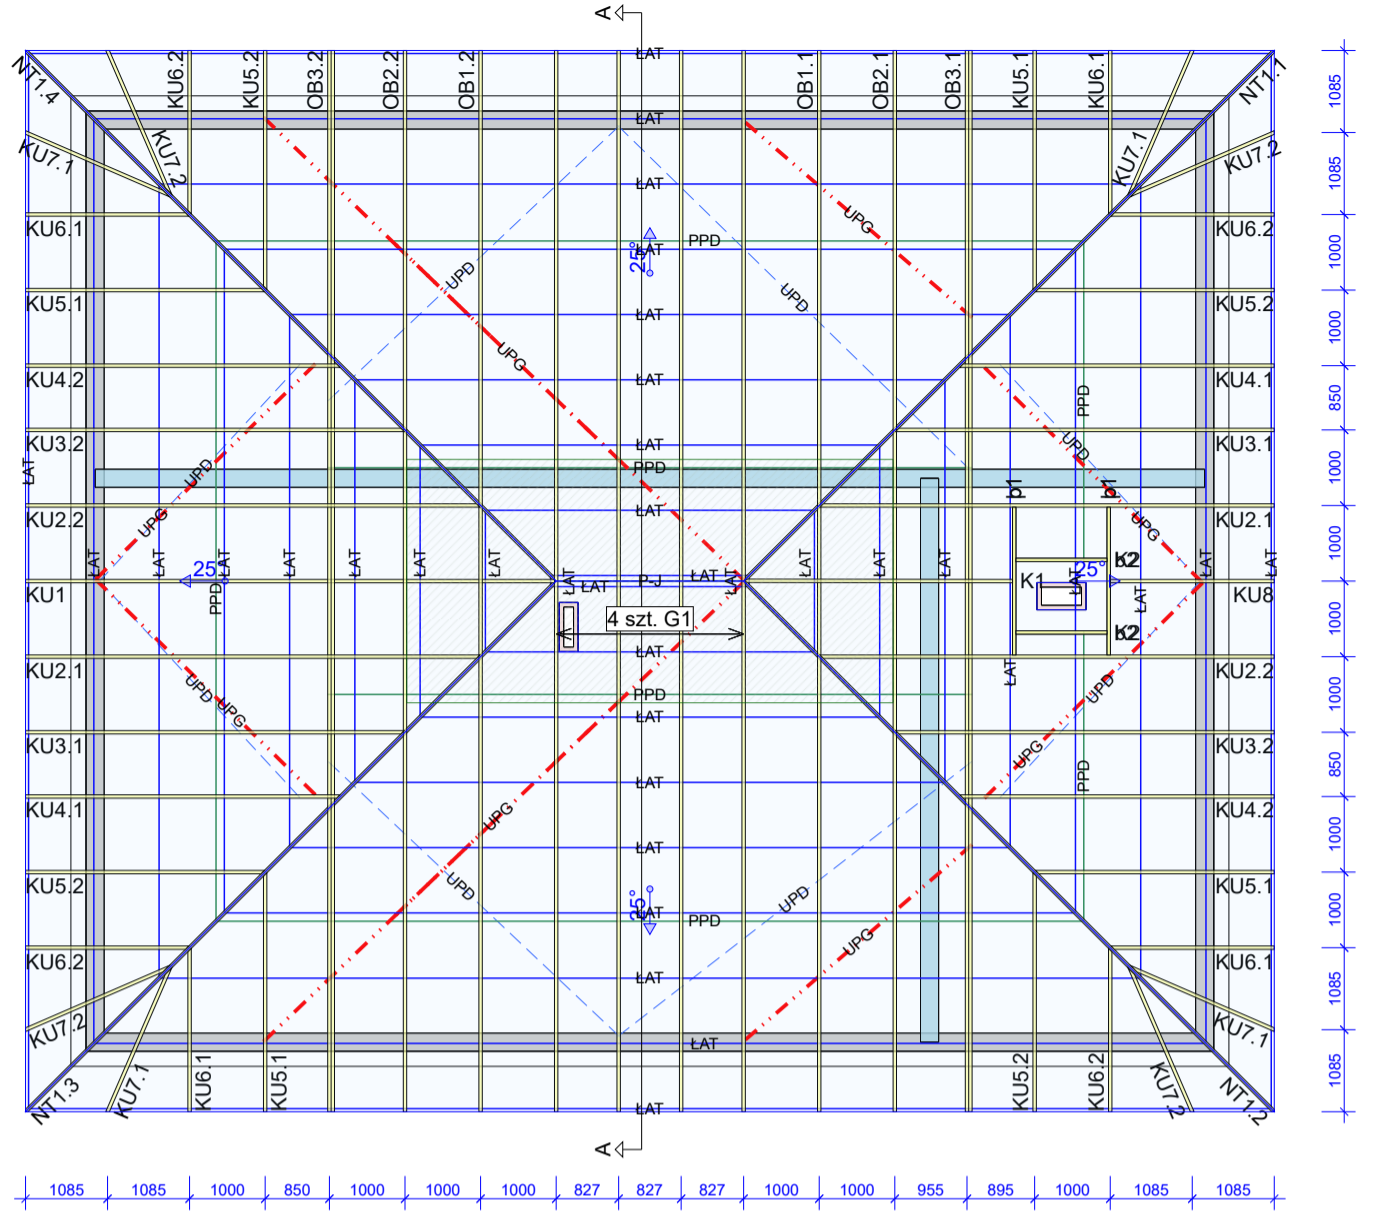 A
KU6.2
KU5.2
OB3.2
OB2.2
OB1.2
ŁAT
OB1.1
OB2.1
OB3.1
KU5.1
KU6.1
NT1.4
NT1.1
1085
ŁAT
KU7.1
KU7.2
KU7.1
KU7.2
1085
ŁAT
KU6.1
UPG
KU6.2
PPD
25°
ŁAT
1000
UPD
UPD
KU5.1
KU5.2
ŁAT
1000
UPG
KU4.2
ŁAT
KU4.1
PPD
850
KU3.2
ŁAT
UPD
KU3.1
ŁAT
UPD
PPD
1000
p1
p1
KU2.2
UPG
ŁAT
UPG
KU2.1
1000
ŁAT
ŁAT
ŁAT
ŁAT
ŁAT
ŁAT
ŁAT
ŁAT
ŁAT
ŁAT
ŁAT
ŁAT
K2
25°
P-J
ŁAT
ŁAT
K1
ŁAT
25°
ŁAT
ŁAT
KU1
PPD
ŁAT
KU8
4 szt. G1
1000
K2
ŁAT
KU2.1
ŁAT
KU2.2
UPD
PPD
UPD
1000
UPG
ŁAT
KU3.1
UPG
KU3.2
ŁAT
PPD
850
KU4.1
UPG
KU4.2
ŁAT
1000
KU5.2
UPD
UPD
KU5.1
25°
ŁAT
PPD
1000
UPG
KU6.2
KU6.1
ŁAT
1085
KU7.2
KU7.1
ŁAT
NT1.3
KU7.1
KU6.1
KU5.1
KU5.2
KU6.2
KU7.2
NT1.2
1085
ŁAT
A
1085
1085
1000
850
1000
1000
1000
827
827
827
1000
1000
955
895
1000
1085
1085